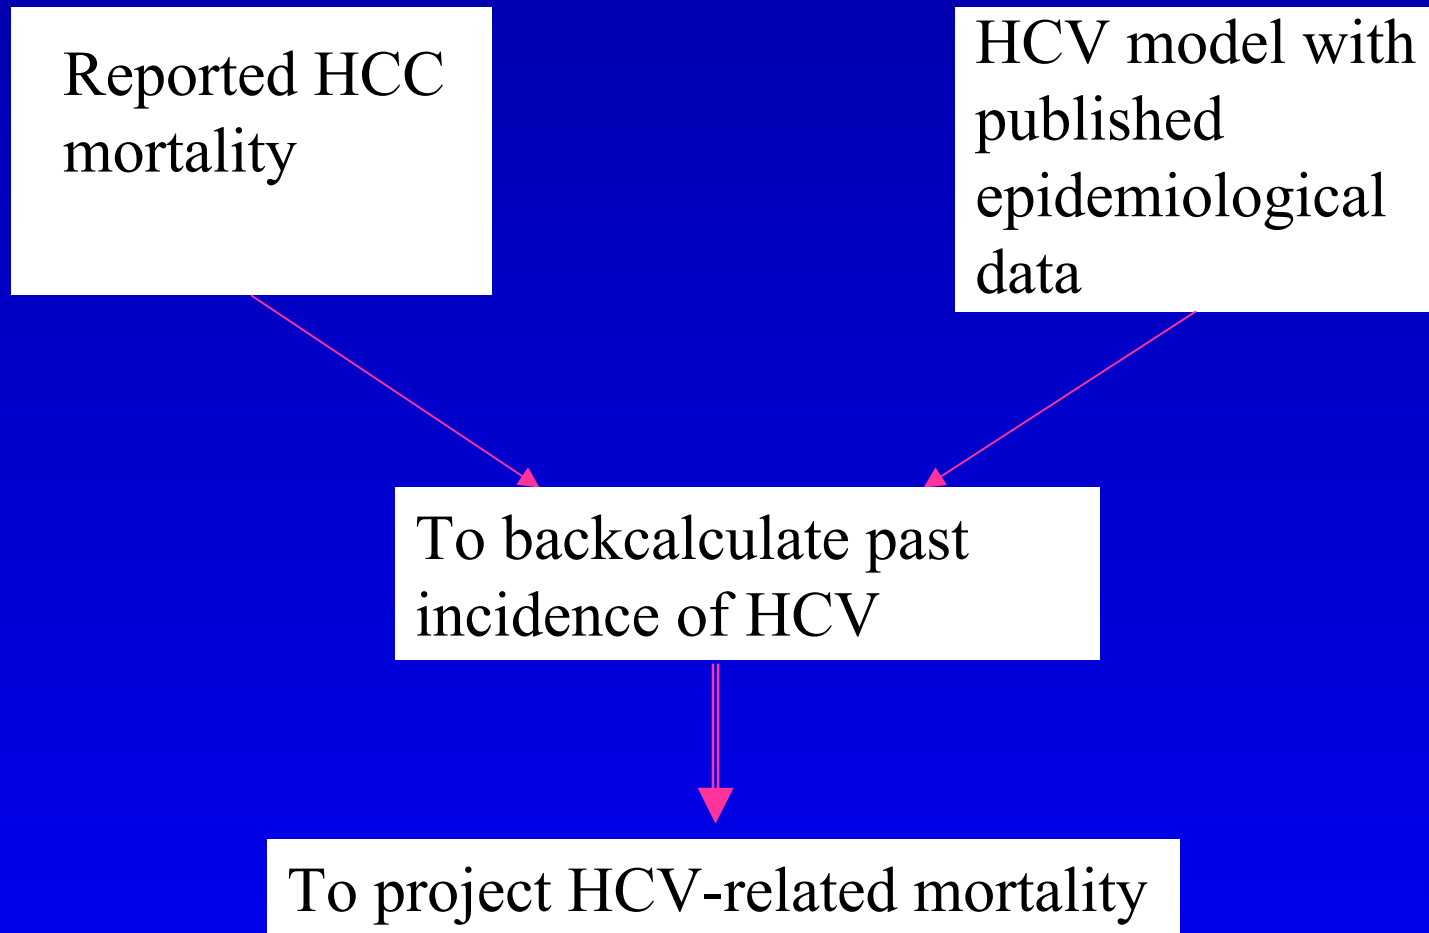 Reported HCC
mortality
HCV model with
published
epidemiological
data
To backcalculate past
incidence of HCV
To project HCV-related mortality